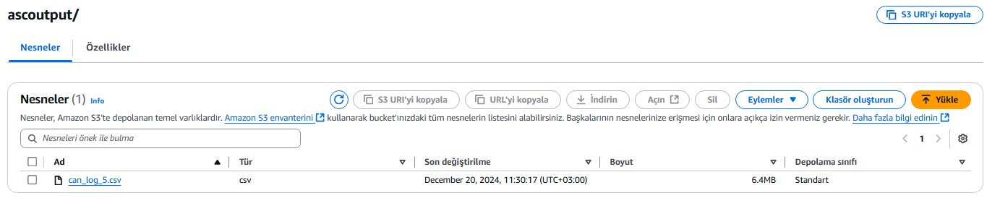 ascoutput/
S3 URI'yi kopyala
Nesneler Özellikler
Nesneler (1) Info
S3 URI'yi kopyala URL'yi kopyala İndirin Açın Sil Eylemler Klasör oluşturun Yükle
Nesneler, Amazon S3'te depolanan temel varlıklardır. Amazon S3 envanterini kullanarak bucket'ınızdaki tüm nesnelerin listesini alabilirsiniz. Başkalarının nesnelerinize erişmesi için onlara açıkça izin vermeniz gerekir. Daha fazla bilgi edinin
Nesneleri önek ile bulma
1
Ad Tür Son değiştirilme Boyut Depolama sınıfı
can_log_5.csv csv December 20, 2024, 11:30:17 (UTC+03:00) 6.4MB Standart